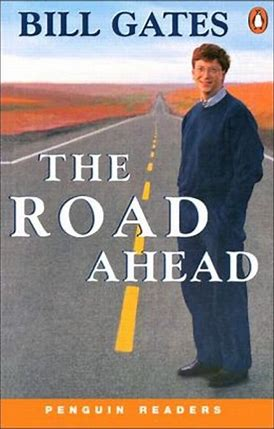 BILL GATES
THE
ROAD
AHEAD
PENGUIN READERS